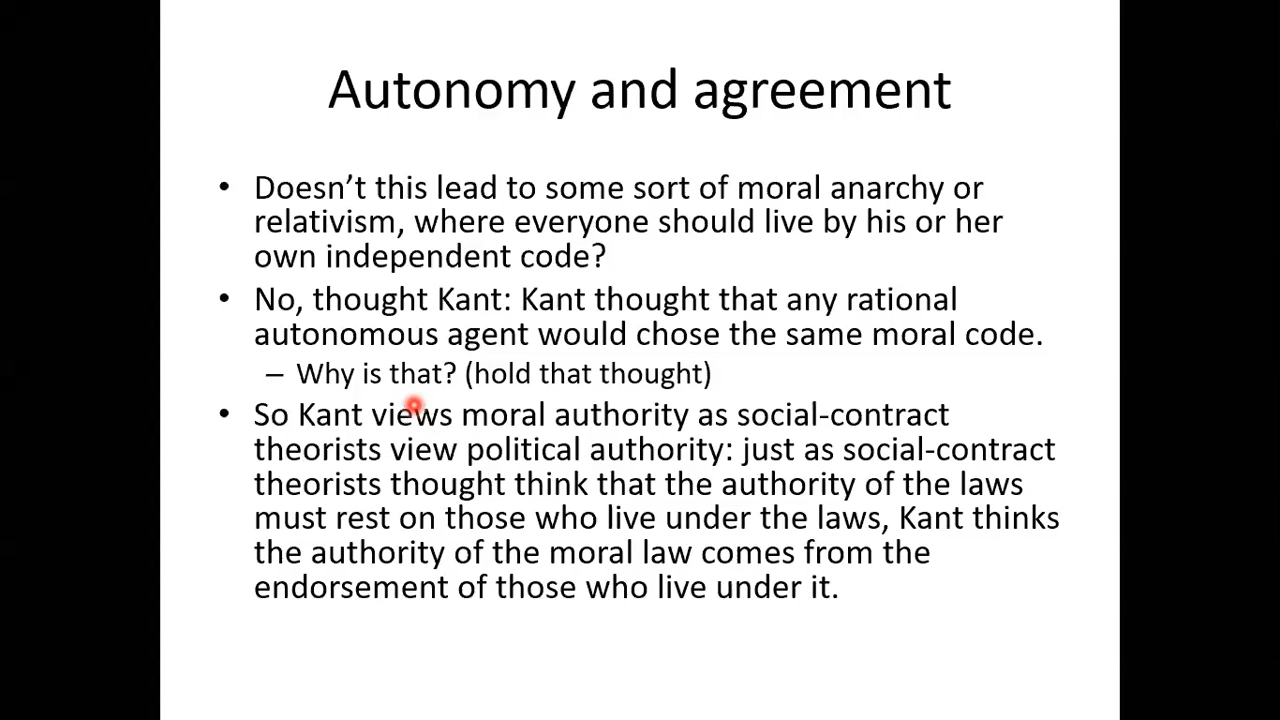 Autonomy and agreement
• Doesn’t this lead to some sort of moral anarchy or
relativism, where everyone should live by his or her
own independent code?
• No, thought Kant: Kant thought that any rational
autonomous agent would chose the same moral code.
– Why is that? (hold that thought)
• So Kant views moral authority as social-contract
theorists view political authority: just as social-contract
theorists thought think that the authority of the laws
must rest on those who live under the laws, Kant thinks
the authority of the moral law comes from the
endorsement of those who live under it.